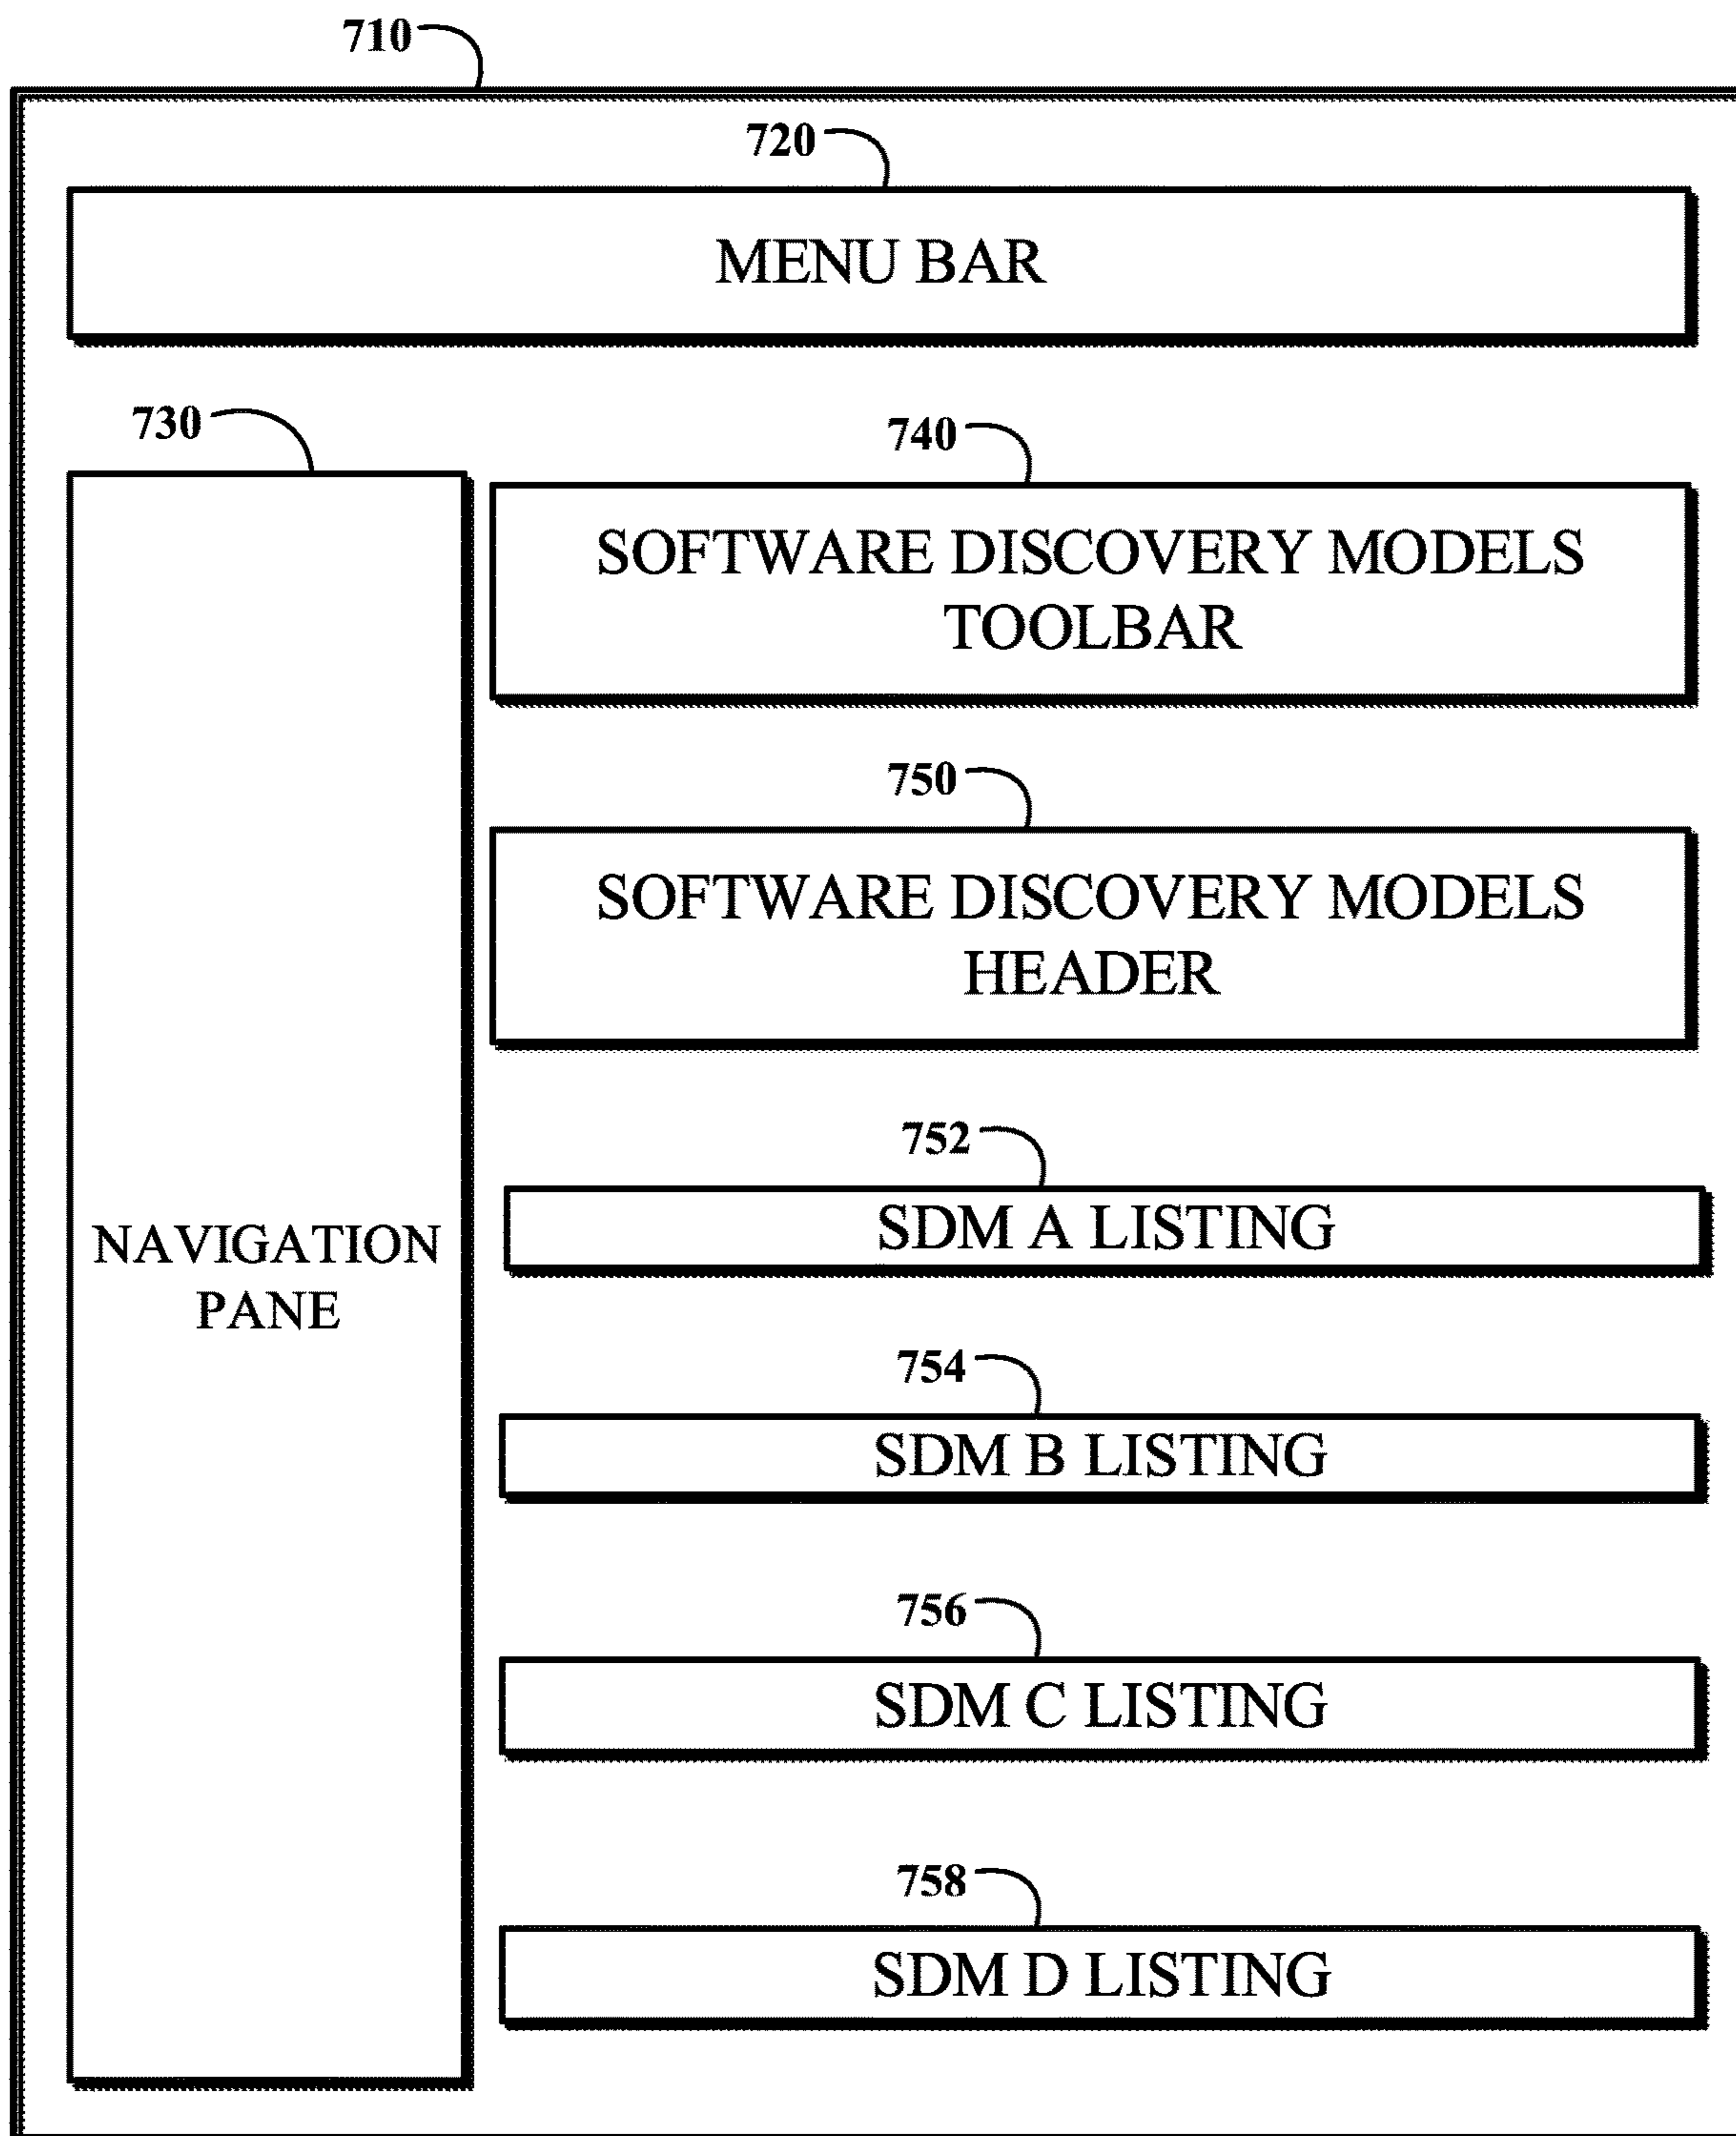 710
720
MENU BAR
730
740
SOFTWARE DISCOVERY MODELS
TOOLBAR
750
SOFTWARE DISCOVERY MODELS
HEADER
752
SDM A LISTING
NAVIGATION
PANE
754
SDM B LISTING
756
SDM C LISTING
758
SDM D LISTING